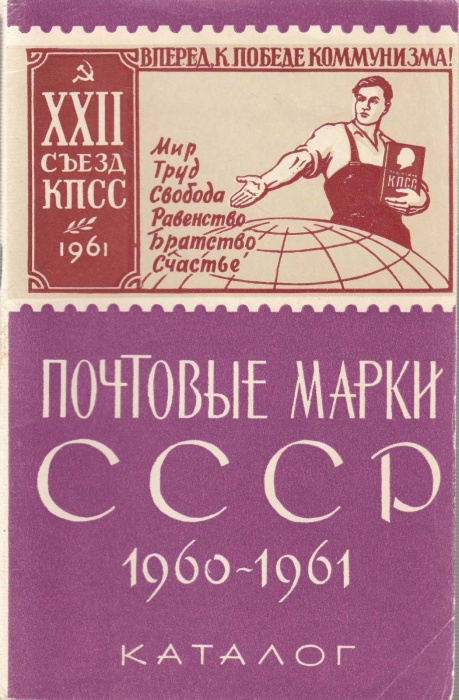 ВПЕРЕД, К ПОБЕДЕ КОММУНИЗМА!
XXII
СЪЕЗД
КПСС
1961
Мир
Труд
Свобода
Равенство
Братство
Счастье
КПСС
ПОЧТОВЫЕ МАРКИ
СССР
1960-1961
КАТАЛОГ